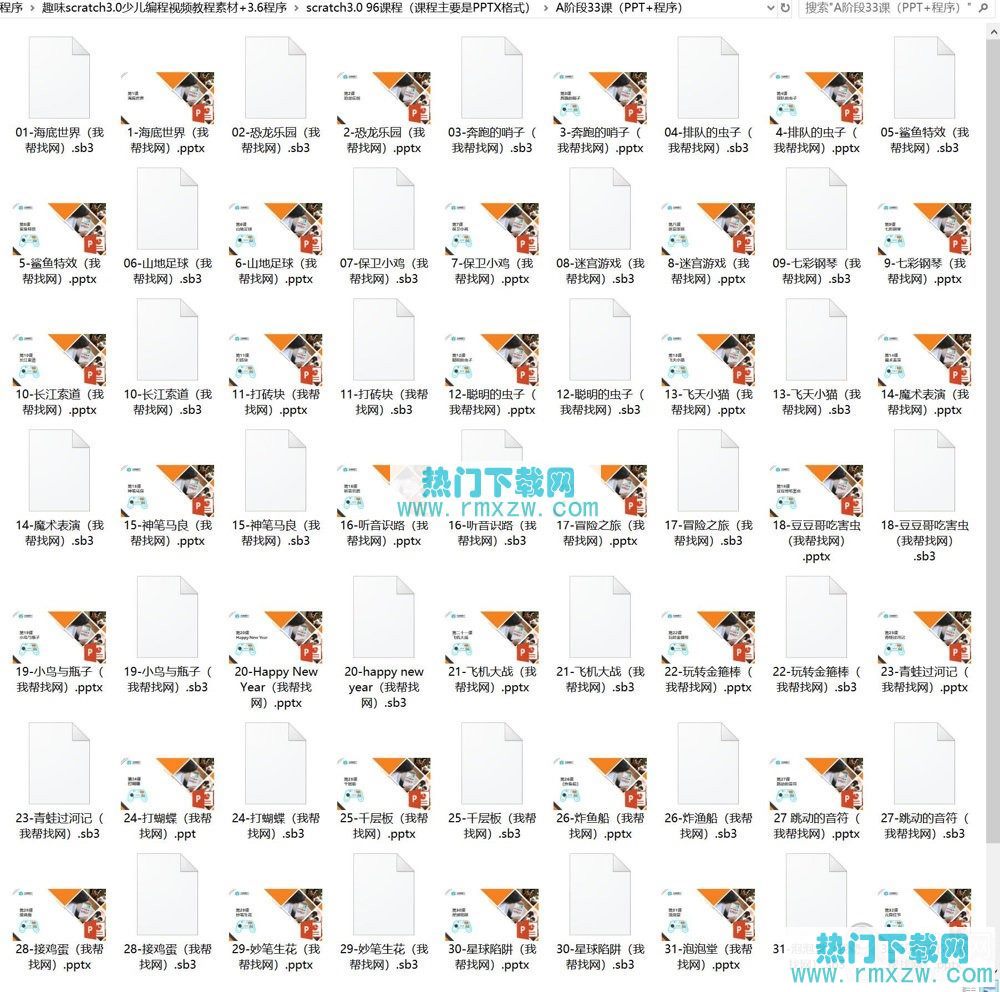 程序 › 趣味scratch3.0少儿编程视频教程素材+3.6程序 › scratch3.0 96课程（课程主要是PPTX格式） › A阶段33课（PPT+程序）
搜索"A阶段33课（PPT+程序）"
01-海底世界（我帮找网）.sb3
1-海底世界（我帮找网）.pptx
02-恐龙乐园（我帮找网）.sb3
2-恐龙乐园（我帮找网）.pptx
03-奔跑的哨子（我帮找网）.sb3
3-奔跑的哨子（我帮找网）.pptx
04-排队的虫子（我帮找网）.sb3
4-排队的虫子（我帮找网）.pptx
05-鲨鱼特效（我帮找网）.sb3
5-鲨鱼特效（我帮找网）.pptx
06-山地足球（我帮找网）.sb3
6-山地足球（我帮找网）.pptx
07-保卫小鸡（我帮找网）.sb3
7-保卫小鸡（我帮找网）.pptx
08-迷宫游戏（我帮找网）.sb3
8-迷宫游戏（我帮找网）.pptx
09-七彩钢琴（我帮找网）.sb3
9-七彩钢琴（我帮找网）.pptx
10-长江索道（我帮找网）.pptx
10-长江索道（我帮找网）.sb3
11-打砖块（我帮找网）.pptx
11-打砖块（我帮找网）.sb3
12-聪明的虫子（我帮找网）.pptx
12-聪明的虫子（我帮找网）.sb3
13-飞天小猫（我帮找网）.pptx
13-飞天小猫（我帮找网）.sb3
14-魔术表演（我帮找网）.pptx
14-魔术表演（我帮找网）.sb3
15-神笔马良（我帮找网）.pptx
15-神笔马良（我帮找网）.sb3
16-听音识路（我帮找网）.pptx
16-听音识路（我帮找网）.sb3
17-冒险之旅（我帮找网）.pptx
17-冒险之旅（我帮找网）.sb3
18-豆豆哥吃害虫（我帮找网）.pptx
18-豆豆哥吃害虫（我帮找网）.sb3
热门下载网
www.rmxzw.com
19-小鸟与瓶子（我帮找网）.pptx
19-小鸟与瓶子（我帮找网）.sb3
20-Happy New Year（我帮找网）.pptx
20-happy new year（我帮找网）.sb3
21-飞机大战（我帮找网）.pptx
21-飞机大战（我帮找网）.sb3
22-玩转金箍棒（我帮找网）.pptx
22-玩转金箍棒（我帮找网）.sb3
23-青蛙过河记（我帮找网）.pptx
23-青蛙过河记（我帮找网）.sb3
24-打蝴蝶（我帮找网）.ppt
24-打蝴蝶（我帮找网）.sb3
25-千层板（我帮找网）.pptx
25-千层板（我帮找网）.sb3
26-炸鱼船（我帮找网）.pptx
26-炸渔船（我帮找网）.sb3
27 跳动的音符（我帮找网）.pptx
27-跳动的音符（我帮找网）.sb3
28-接鸡蛋（我帮找网）.pptx
28-接鸡蛋（我帮找网）.sb3
29-妙笔生花（我帮找网）.pptx
29-妙笔生花（我帮找网）.sb3
30-星球陷阱（我帮找网）.pptx
30-星球陷阱（我帮找网）.sb3
31-泡泡堂（我帮找网）.pptx
热门下载网
www.rmxzw.com